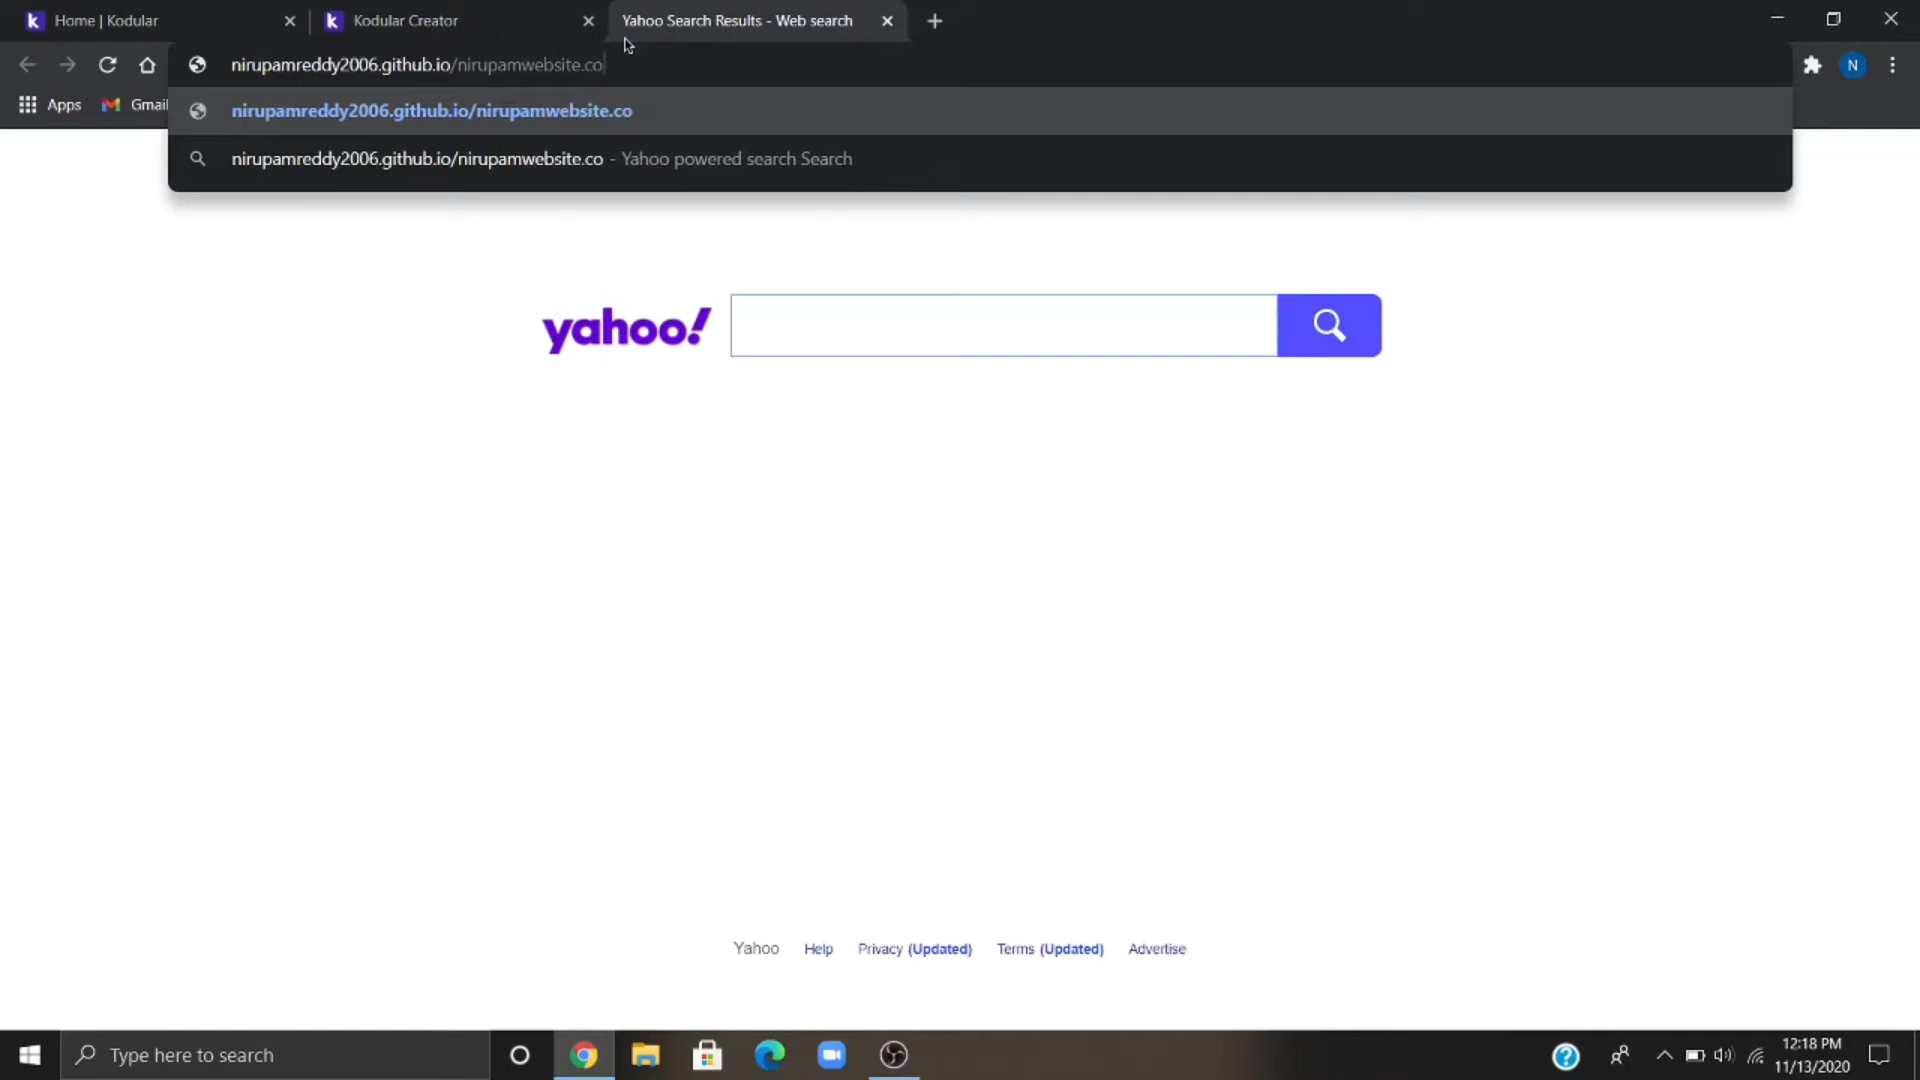 Home | Kodular
Kodular Creator
Yahoo Search Results - Web search
nirupamreddy2006.github.io/nirupamwebsite.co
N
Apps
Gmail
nirupamreddy2006.github.io/nirupamwebsite.co
nirupamreddy2006.github.io/nirupamwebsite.co - Yahoo powered search Search
yahoo!
Yahoo Help Privacy (Updated) Terms (Updated) Advertise
Type here to search
12:18 PM
11/13/2020